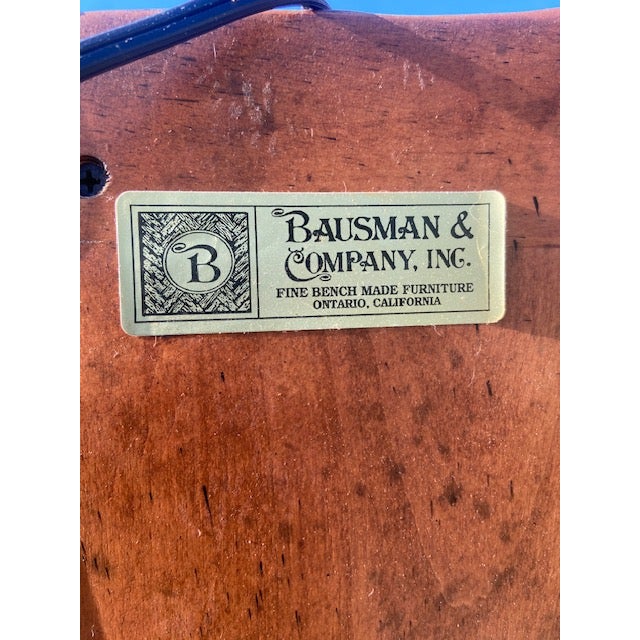 B
BAUSMAN &
COMPANY, INC.
FINE BENCH MADE FURNITURE
ONTARIO, CALIFORNIA